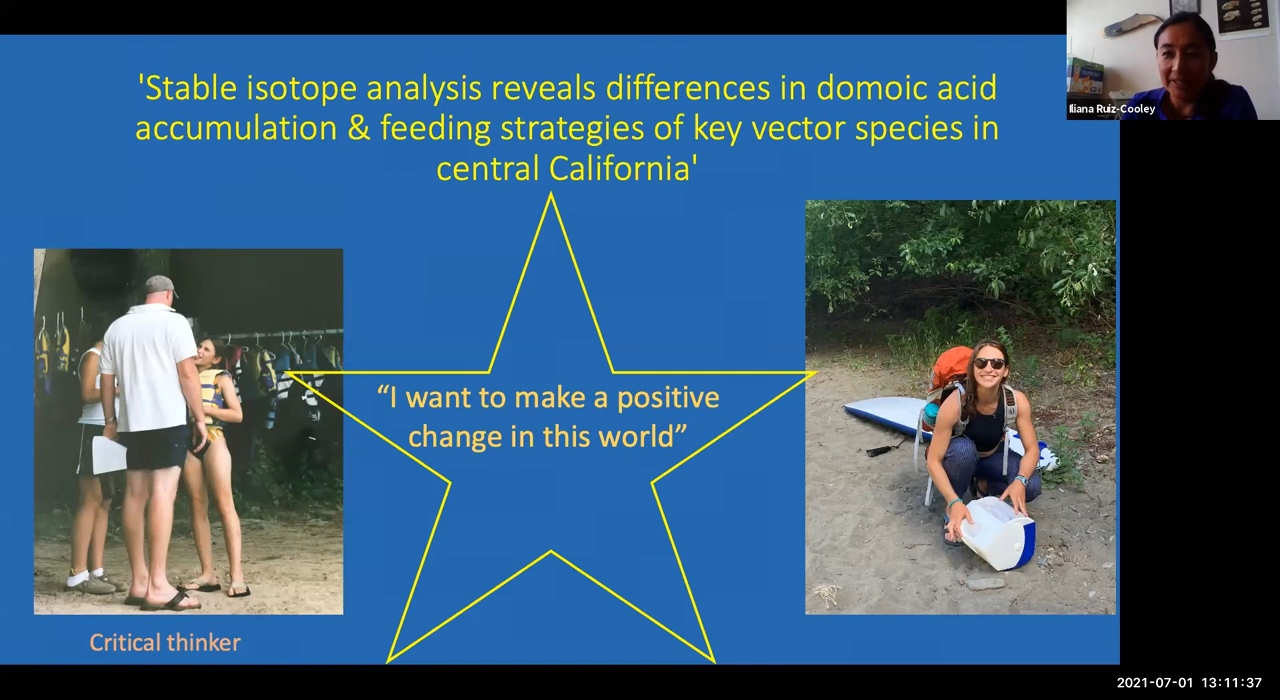 'Stable isotope analysis reveals differences in domoic acid
accumulation & feeding strategies of key vector species in
central California'
Iliana Ruiz-Cooley
“I want to make a positive
change in this world”
Critical thinker
2021-07-01 13:11:37